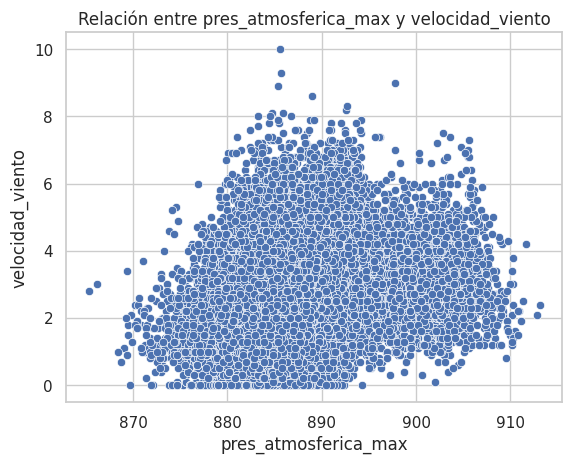 Relación entre pres_atmosferica_max y velocidad_viento
10
8
6
4
2
0
velocidad_viento
870 880 890 900 910
pres_atmosferica_max